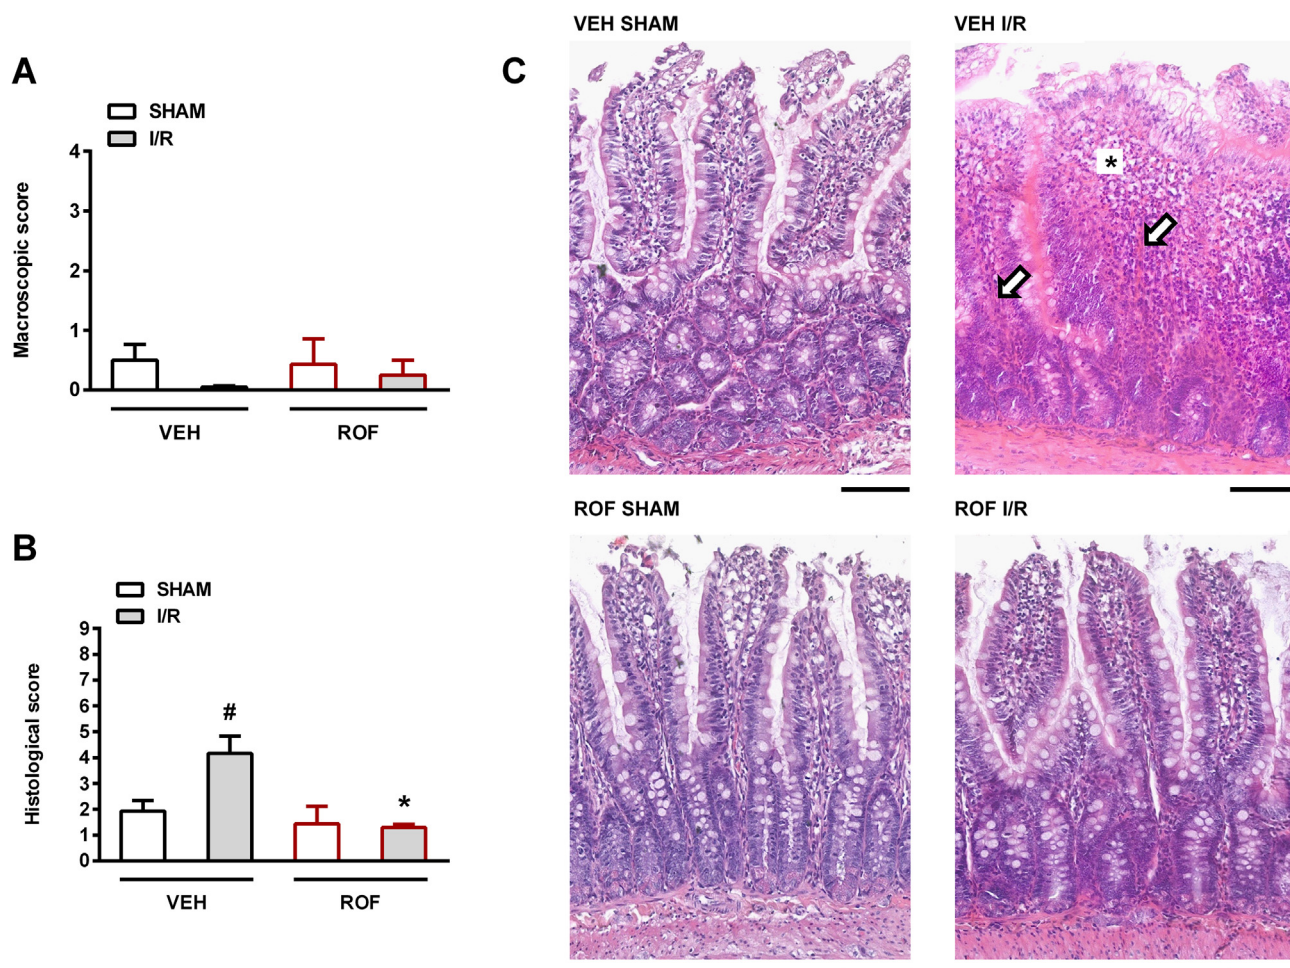 A
SHAM
I/R
Macroscopic score
4
3
2
1
0
VEH
ROF
B
SHAM
I/R
Histological score
9
8
7
6
5
4
3
2
1
0
#
*
VEH
ROF
C
VEH SHAM
VEH I/R
*
ROF SHAM
ROF I/R